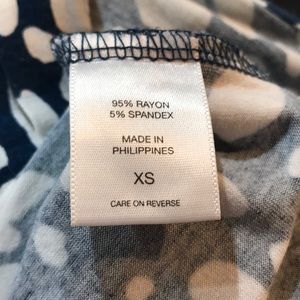 95% RAYON
5% SPANDEX
MADE IN
PHILIPPINES
XS
CARE ON REVERSE